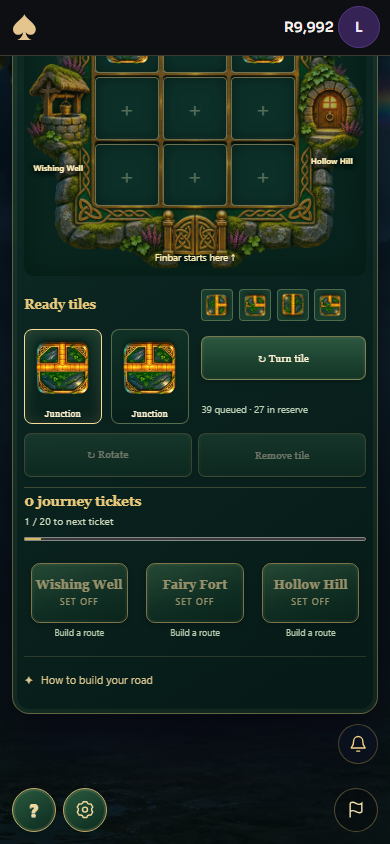 R9,992
L
Wishing Well
Hollow Hill
Finbar starts here ↑
Ready tiles
↻ Turn tile
Junction
Junction
39 queued · 27 in reserve
↻ Rotate
Remove tile
0 journey tickets
1 / 20 to next ticket
Wishing Well
SET OFF
Build a route
Fairy Fort
SET OFF
Build a route
Hollow Hill
SET OFF
Build a route
How to build your road
?